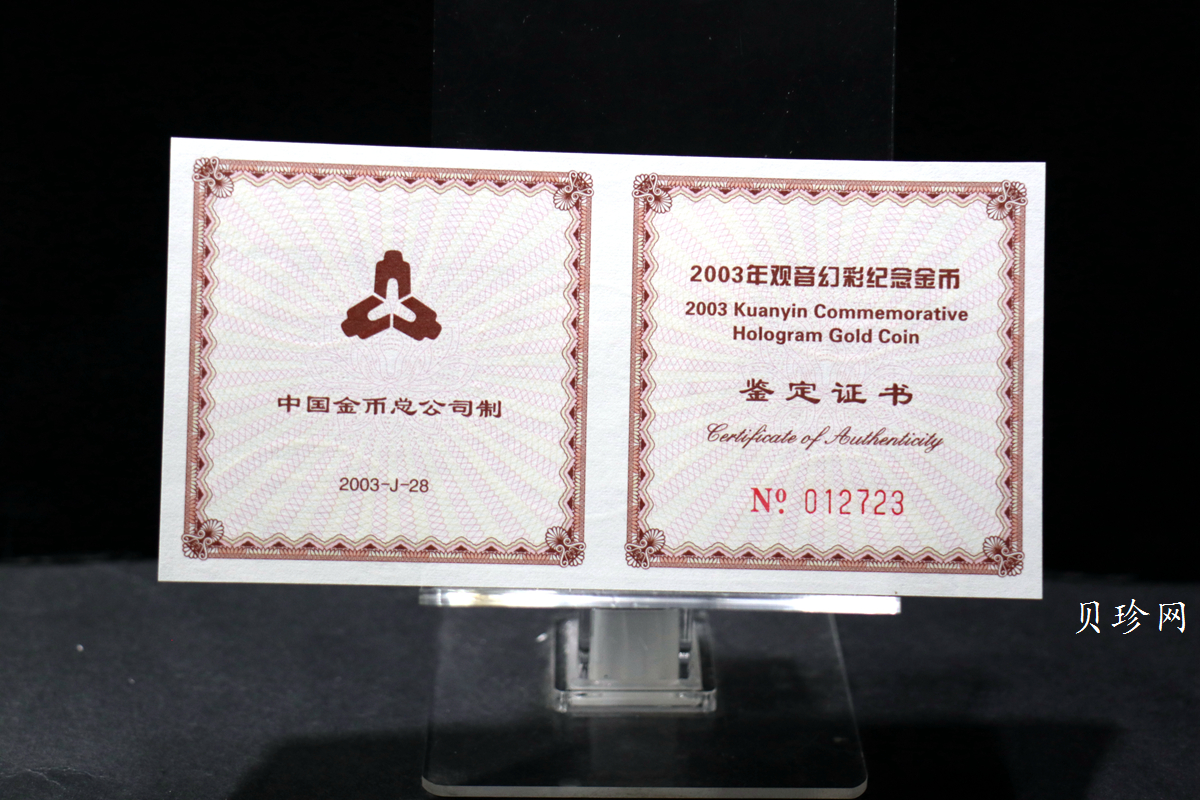 中国金币总公司制
2003-J-28
2003年观音幻彩纪念金币
2003 Kuanyin Commemorative
Hologram Gold Coin
鉴定证书
Certificate of Authenticity
Nº 012723
贝珍网